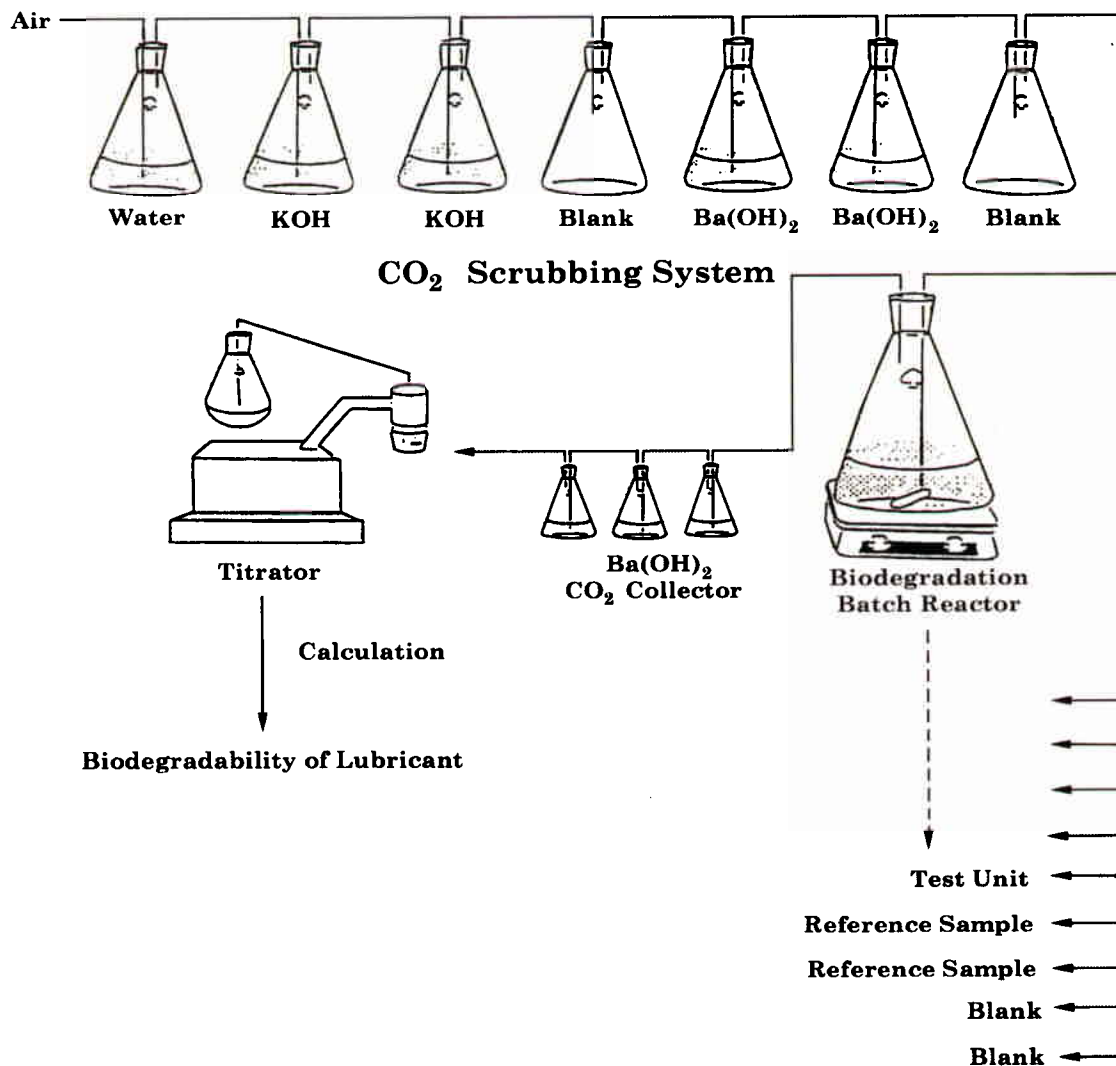 Air
Water KOH KOH Blank Ba(OH)₂ Ba(OH)₂ Blank
CO₂ Scrubbing System
Titrator
Ba(OH)₂
CO₂ Collector
Biodegradation
Batch Reactor
Calculation
Biodegradability of Lubricant
Test Unit
Reference Sample
Reference Sample
Blank
Blank